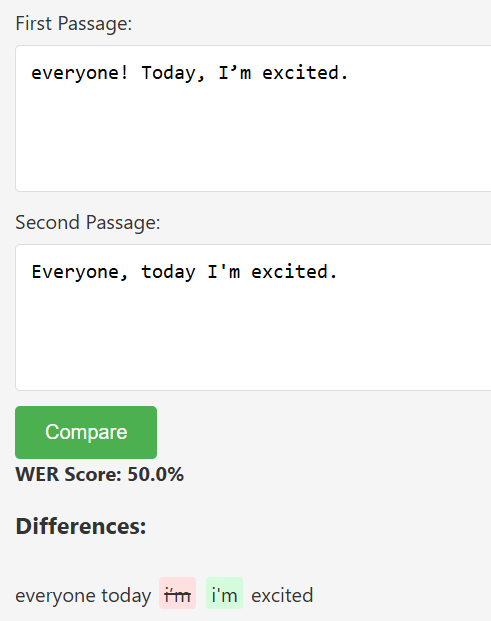 First Passage:
everyone! Today, I’m excited.
Second Passage:
Everyone, today I'm excited.
Compare
WER Score: 50.0%
Differences:
everyone today i’m i'm excited